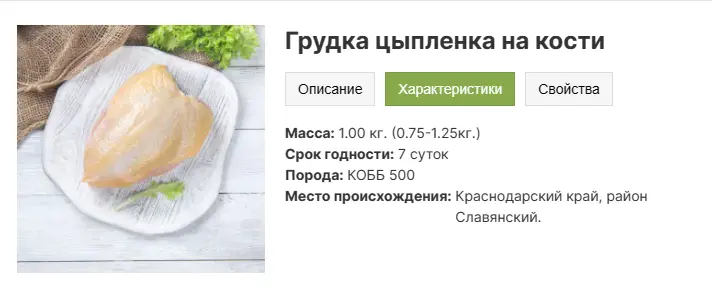 Грудка цыпленка на кости
Описание
Характеристики
Свойства
Масса: 1.00 кг. (0.75-1.25кг.)
Срок годности: 7 суток
Порода: КОББ 500
Место происхождения: Краснодарский край, район
Славянский.